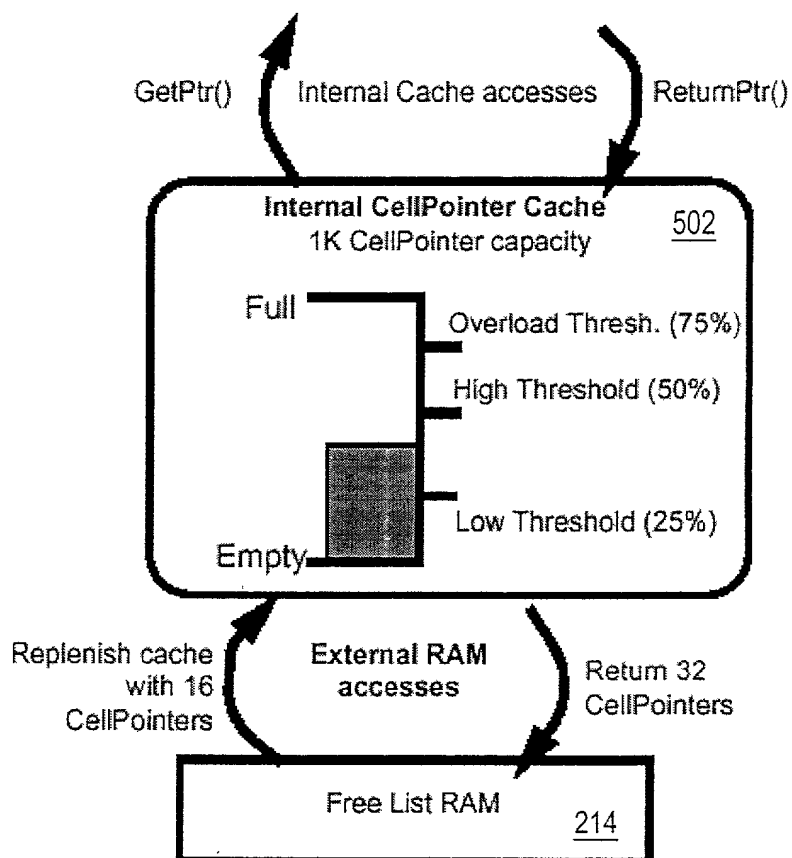 GetPtr()
Internal Cache accesses
ReturnPtr()
Internal CellPointer Cache
1K CellPointer capacity
502
Full
Overload Thresh. (75%)
High Threshold (50%)
Low Threshold (25%)
Empty
Replenish cache
with 16
CellPointers
External RAM
accesses
Return 32
CellPointers
Free List RAM
214